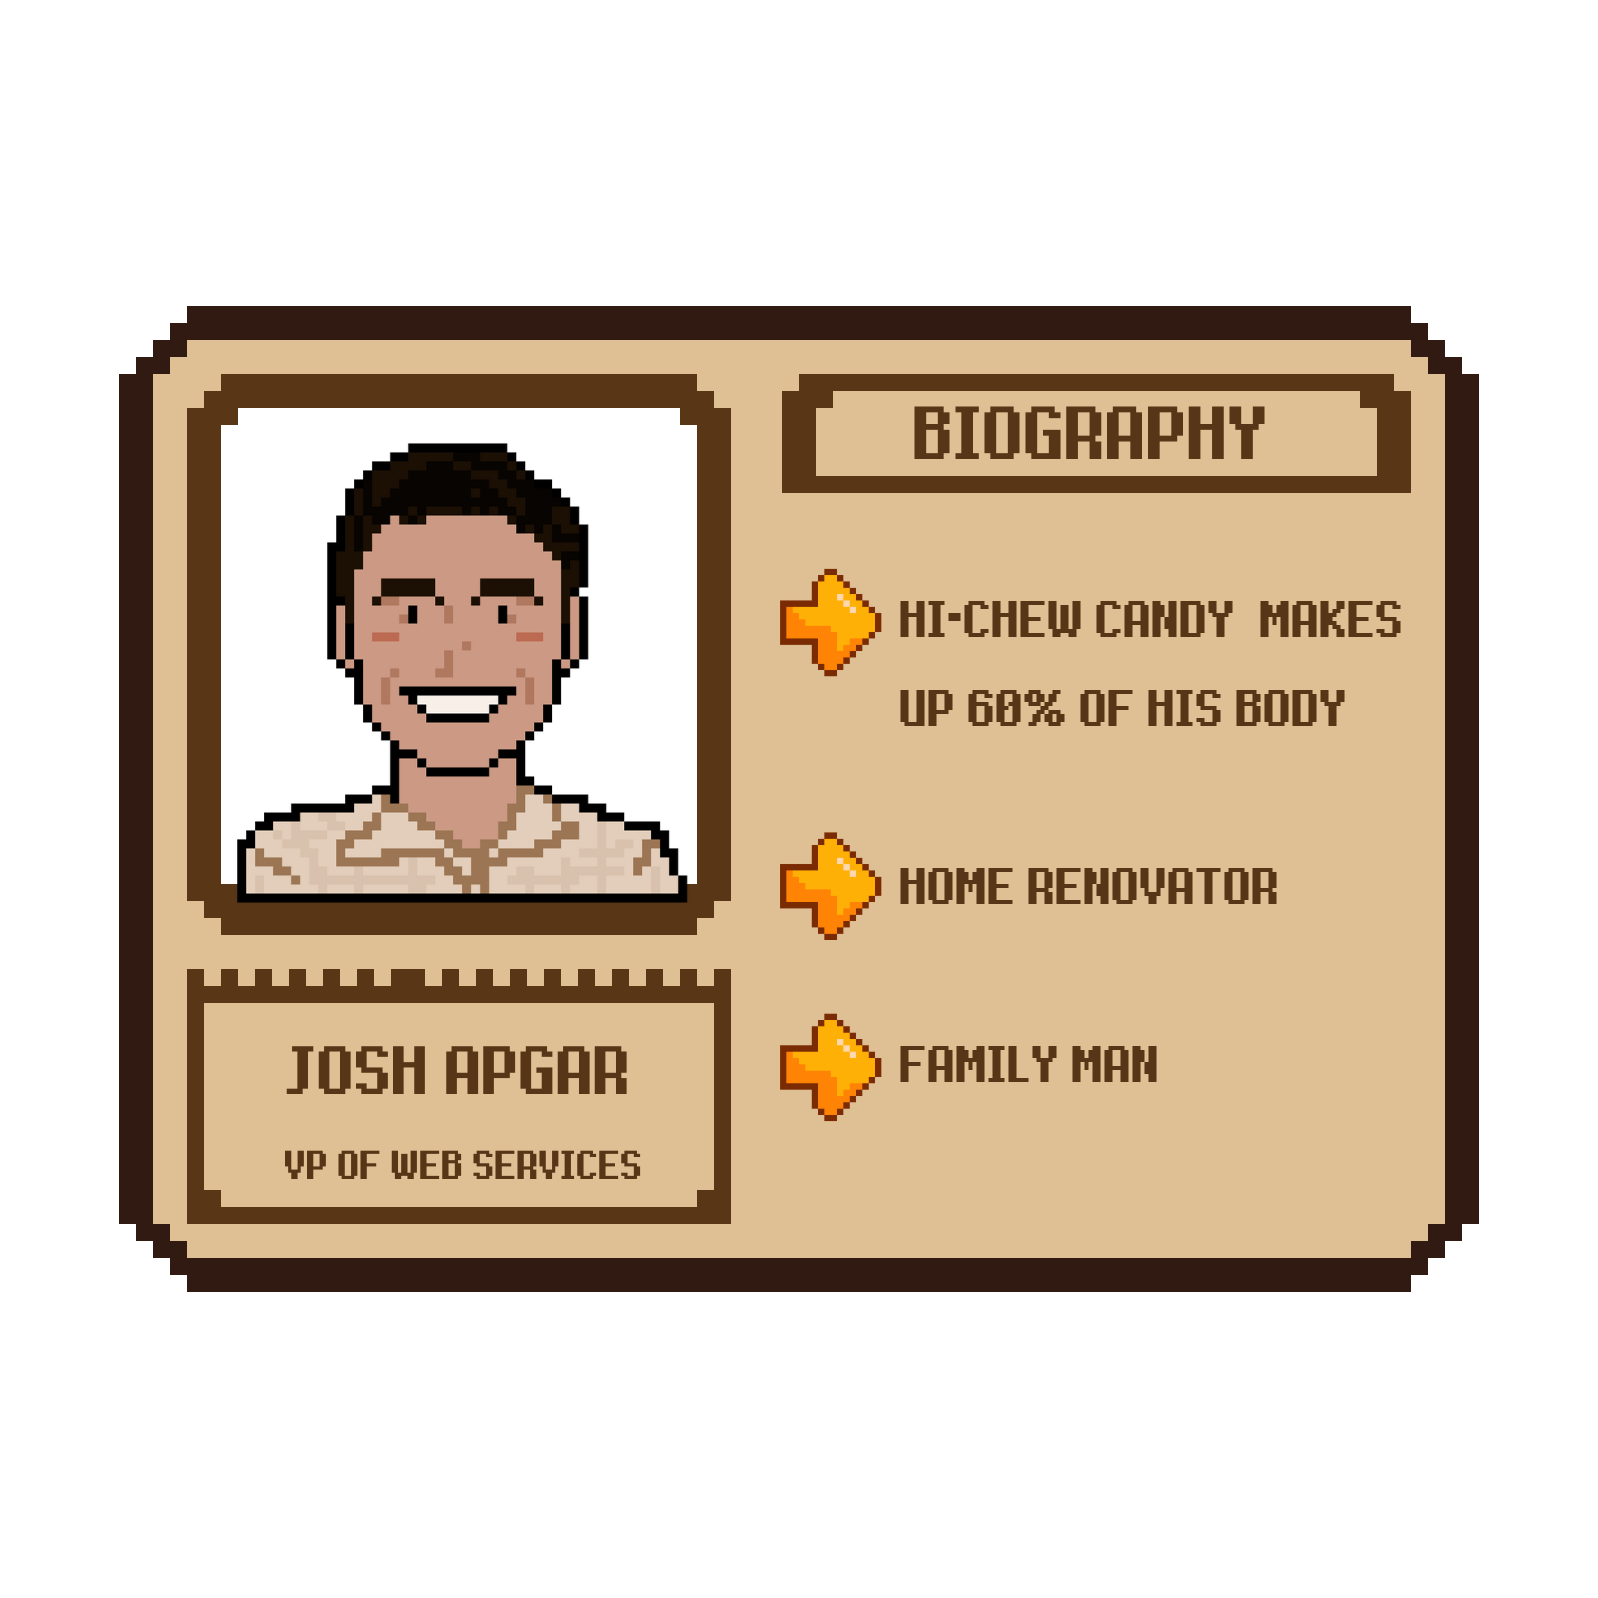 BIOGRAPHY
HI-CHEW CANDY MAKES
UP 60% OF HIS BODY
HOME RENOVATOR
FAMILY MAN
JOSH APGAR
VP OF WEB SERVICES